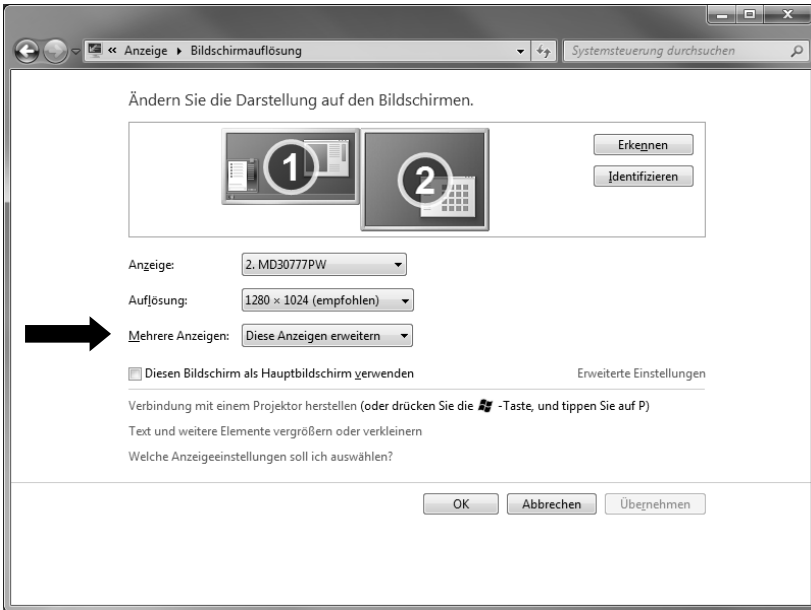 « Anzeige ▸ Bildschirmauflösung
Systemsteuerung durchsuchen
Ändern Sie die Darstellung auf den Bildschirmen.
1
2
Erkennen
Identifizieren
Anzeige: 2. MD30777PW
Auflösung: 1280 × 1024 (empfohlen)
Mehrere Anzeigen: Diese Anzeigen erweitern
Diesen Bildschirm als Hauptbildschirm verwenden
Erweiterte Einstellungen
Verbindung mit einem Projektor herstellen (oder drücken Sie die -Taste, und tippen Sie auf P)
Text und weitere Elemente vergrößern oder verkleinern
Welche Anzeigeeinstellungen soll ich auswählen?
OK Abbrechen Übernehmen